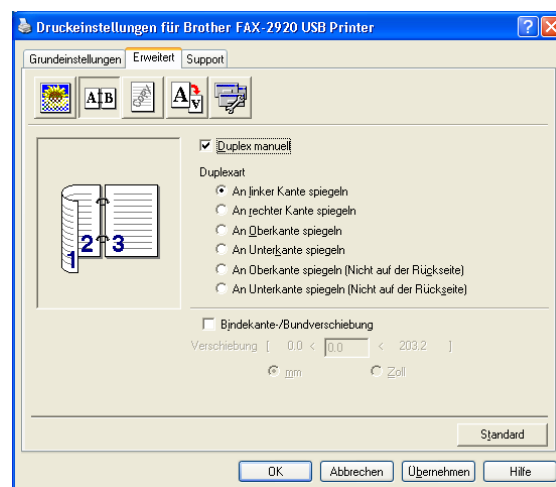 Druckeinstellungen für Brother FAX-2920 USB Printer
Grundeinstellungen Erweitert Support
A B A
Duplex manuell
Duplexart
An linker Kante spiegeln
An rechter Kante spiegeln
An Oberkante spiegeln
An Unterkante spiegeln
An Oberkante spiegeln (Nicht auf der Rückseite)
An Unterkante spiegeln (Nicht auf der Rückseite)
1 2 3
Bindekante-/Bundverschiebung
Verschiebung [ 0.0 < 0.0 < 203.2 ]
mm Zoll
Standard
OK Abbrechen Übernehmen Hilfe